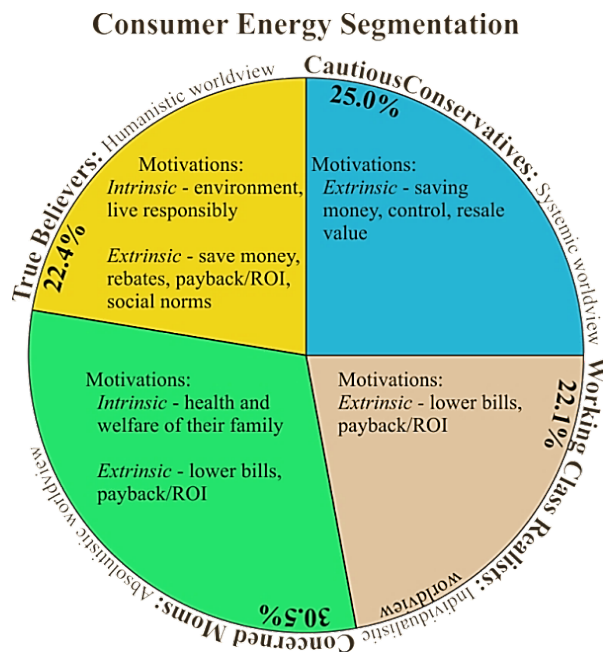 Consumer Energy Segmentation
True Believers: Humanistic worldview
22.4%
Motivations:
Intrinsic - environment,
live responsibly
Extrinsic - save money,
rebates, payback/ROI,
social norms
CautiousConservatives: Systemic worldview
25.0%
Motivations:
Extrinsic - saving
money, control, resale
value
Concerned Moms: Absolutistic worldview
30.5%
Motivations:
Intrinsic - health and
welfare of their family
Extrinsic - lower bills,
payback/ROI
Working Class Realists: Individualistic
worldview
22.1%
Motivations:
Extrinsic - lower bills,
payback/ROI